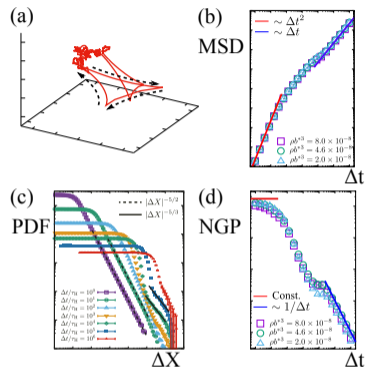 (a)
(b)
MSD
~ Δt²
~ Δt
ρb*³ = 8.0 × 10⁻⁸
ρb*³ = 4.6 × 10⁻⁸
ρb*³ = 2.0 × 10⁻⁸
Δt
(c)
PDF
|ΔX|⁻⁵/²
|ΔX|⁻⁵/³
Δt/τ₀ = 10⁰
Δt/τ₀ = 10¹
Δt/τ₀ = 10²
Δt/τ₀ = 10³
Δt/τ₀ = 10⁴
Δt/τ₀ = 10⁵
Δt/τ₀ = 10⁶
ΔX
(d)
NGP
Const.
~ 1/Δt
ρb*³ = 8.0 × 10⁻⁸
ρb*³ = 4.6 × 10⁻⁸
ρb*³ = 2.0 × 10⁻⁸
Δt